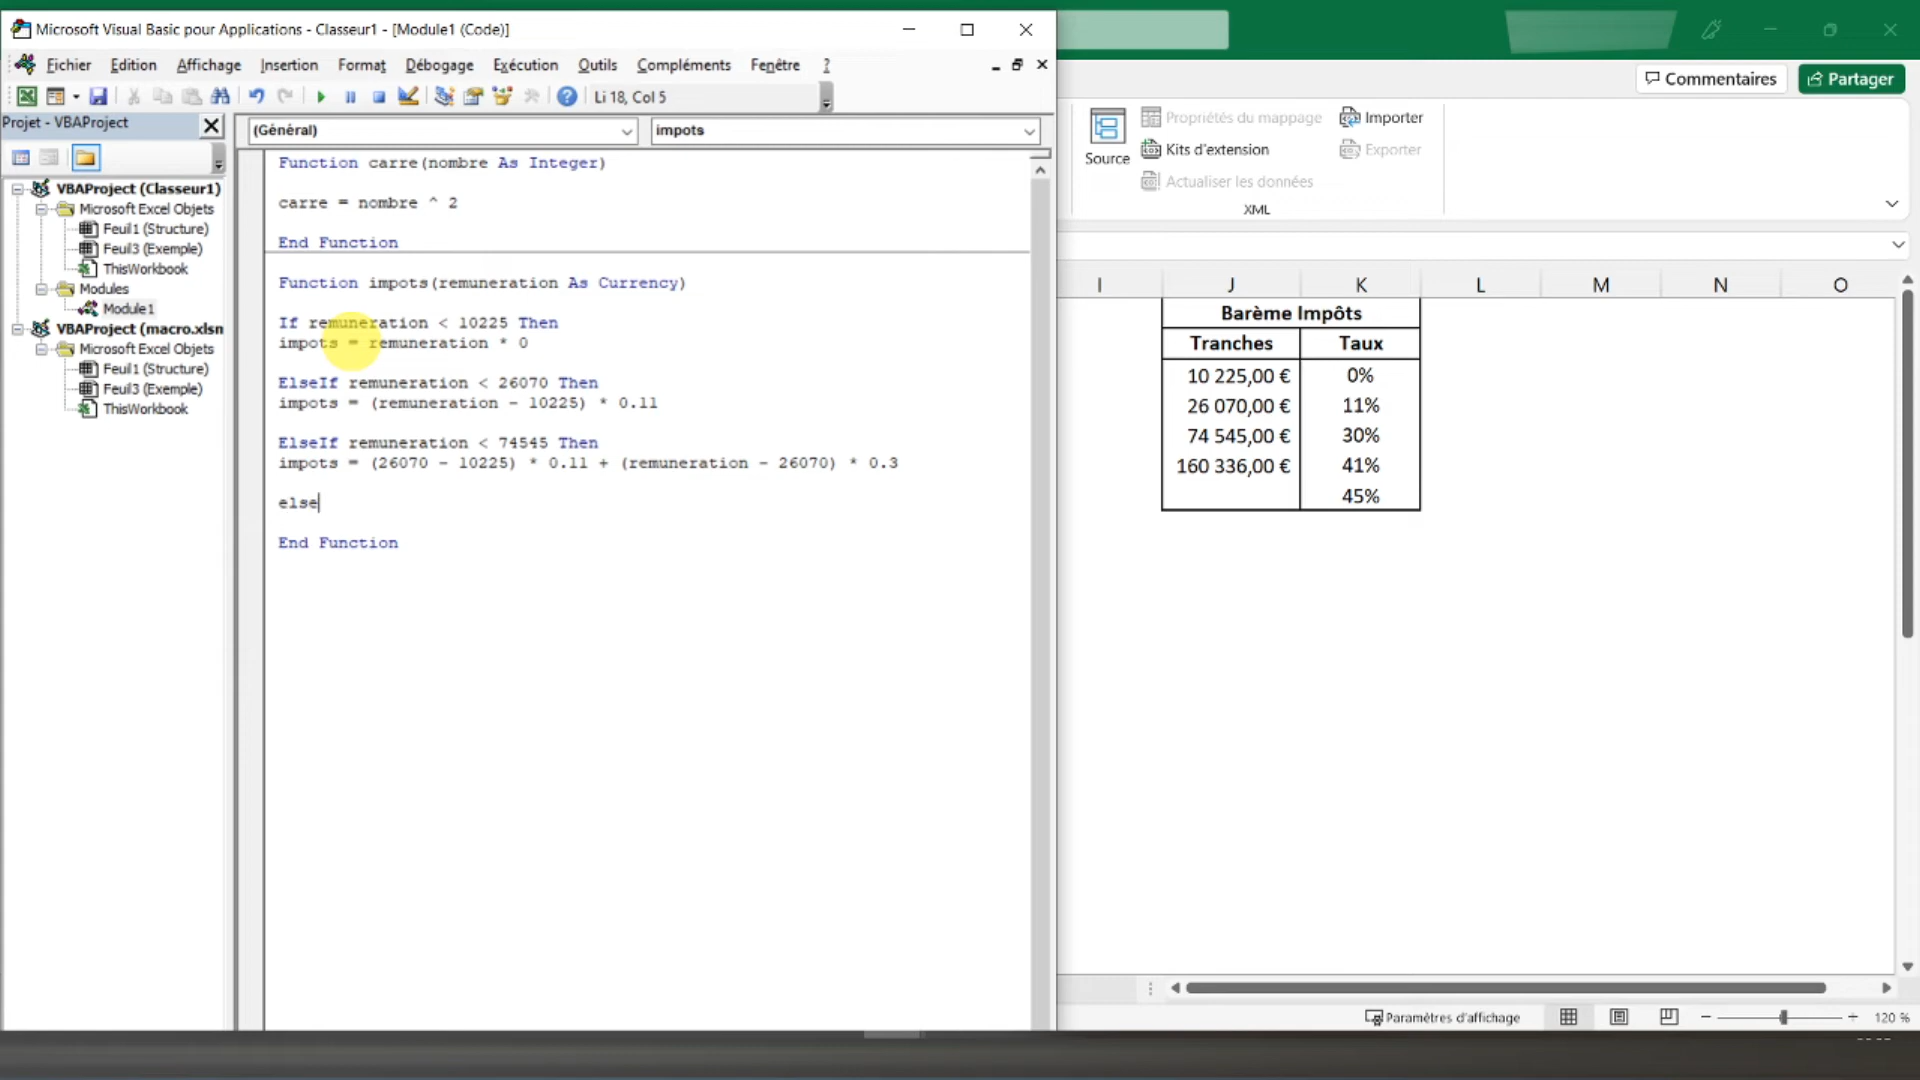 Microsoft Visual Basic pour Applications - Classeur1 - [Module1 (Code)]
Fichier Edition Affichage Insertion Format Débogage Exécution Outils Compléments Fenêtre ?
Li 18, Col 5
Projet - VBAProject
(Général)
impots
VBAProject (Classeur1)
Microsoft Excel Objets
Feuil1 (Structure)
Feuil3 (Exemple)
ThisWorkbook
Modules
Module1
VBAProject (macro.xlsn
Microsoft Excel Objets
Feuil1 (Structure)
Feuil3 (Exemple)
ThisWorkbook
Function carre(nombre As Integer)
carre = nombre ^ 2
End Function
Function impots(remuneration As Currency)
If remuneration < 10225 Then
impots = remuneration * 0
ElseIf remuneration < 26070 Then
impots = (remuneration - 10225) * 0.11
ElseIf remuneration < 74545 Then
impots = (26070 - 10225) * 0.11 + (remuneration - 26070) * 0.3
else
End Function
Commentaires
Partager
Source
Propriétés du mappage
Importer
Kits d'extension
Exporter
Actualiser les données
XML
I J K L M N O
Barème Impôts
Tranches Taux
10 225,00 € 0%
26 070,00 € 11%
74 545,00 € 30%
160 336,00 € 41%
45%
Paramètres d'affichage
120 %